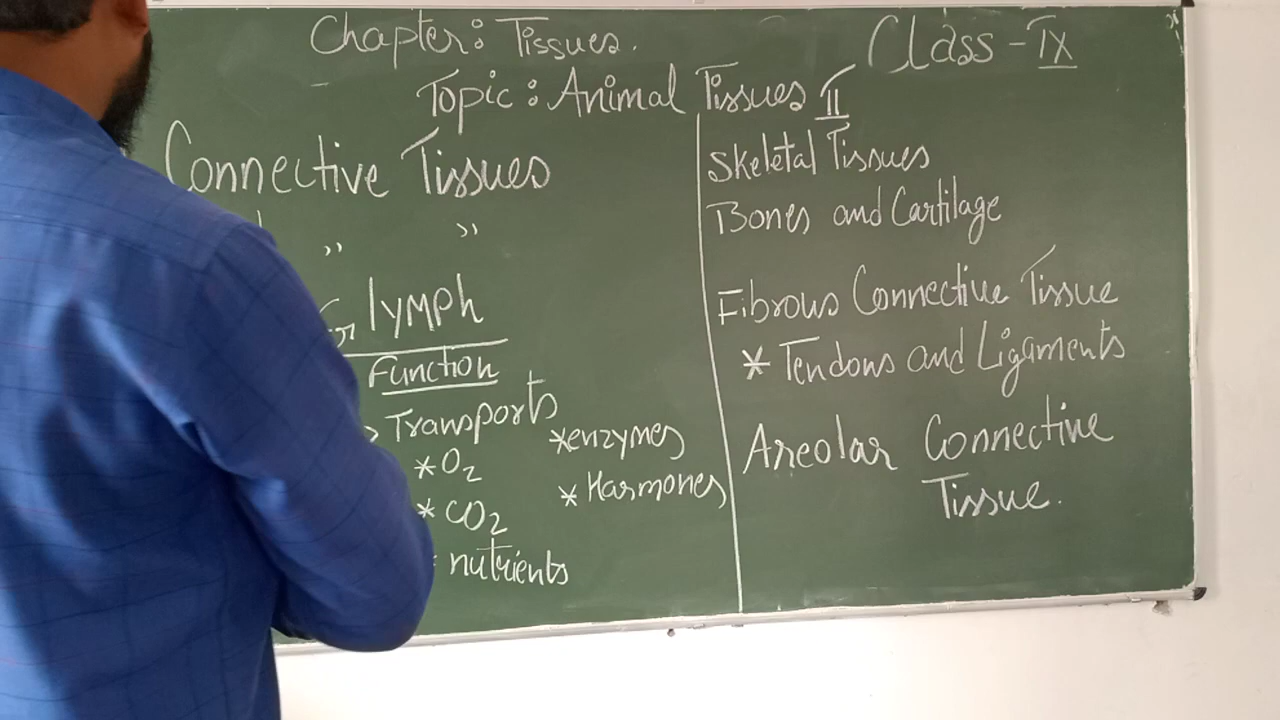 Chapter: Tissues.
Class - IX
Topic: Animal Tissues II
Connective Tissues
" "
or lymph
Function
> Transports
* O2
* CO2
nutrients
*enzymes
* Harmones
Skeletal Tissues
Bones and Cartilage
Fibrous Connective Tissue
* Tendons and Ligaments
Areolar Connective
Tissue.